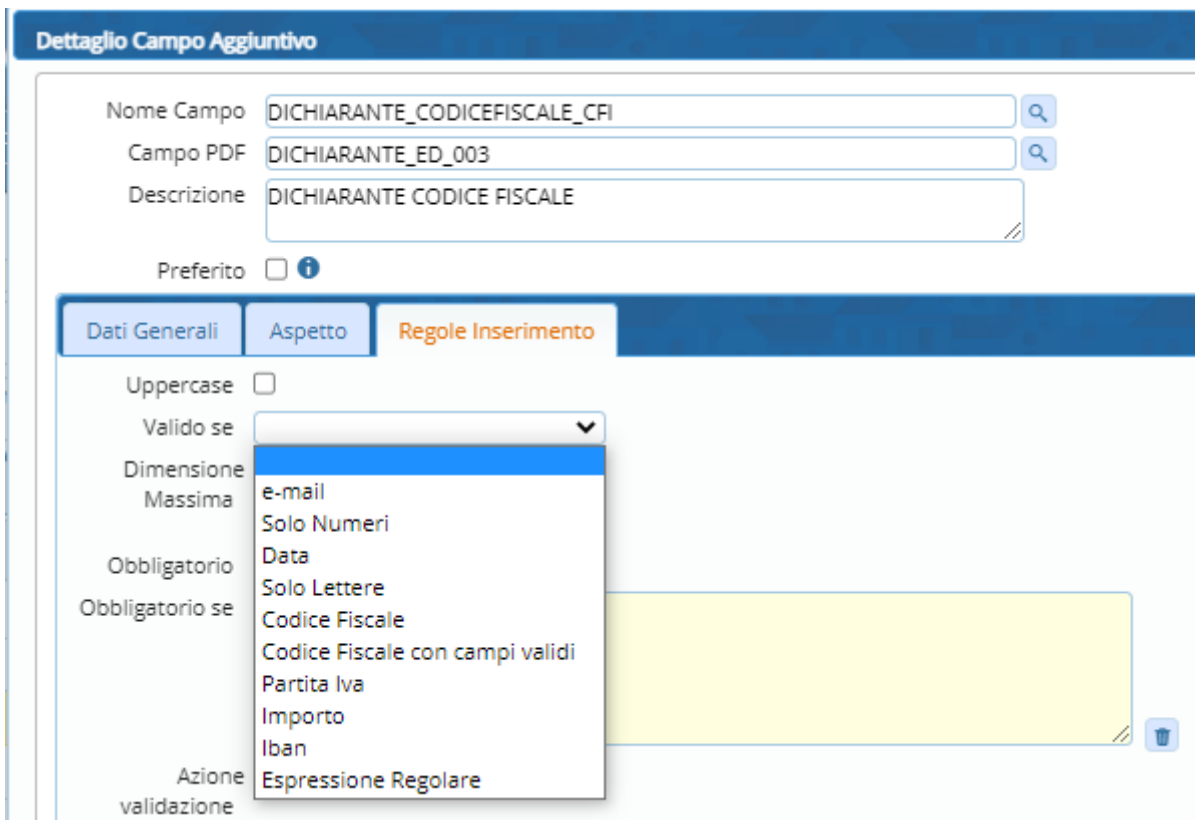 Dettaglio Campo Aggiuntivo
Nome Campo DICHIARANTE_CODICEFISCALE_CFI
Campo PDF DICHIARANTE_ED_003
Descrizione DICHIARANTE CODICE FISCALE
Preferito
Dati Generali Aspetto Regole Inserimento
Uppercase
Valido se
Dimensione
Massima
Obbligatorio
Obbligatorio se
Azione
validazione
e-mail
Solo Numeri
Data
Solo Lettere
Codice Fiscale
Codice Fiscale con campi validi
Partita Iva
Importo
Iban
Espressione Regolare